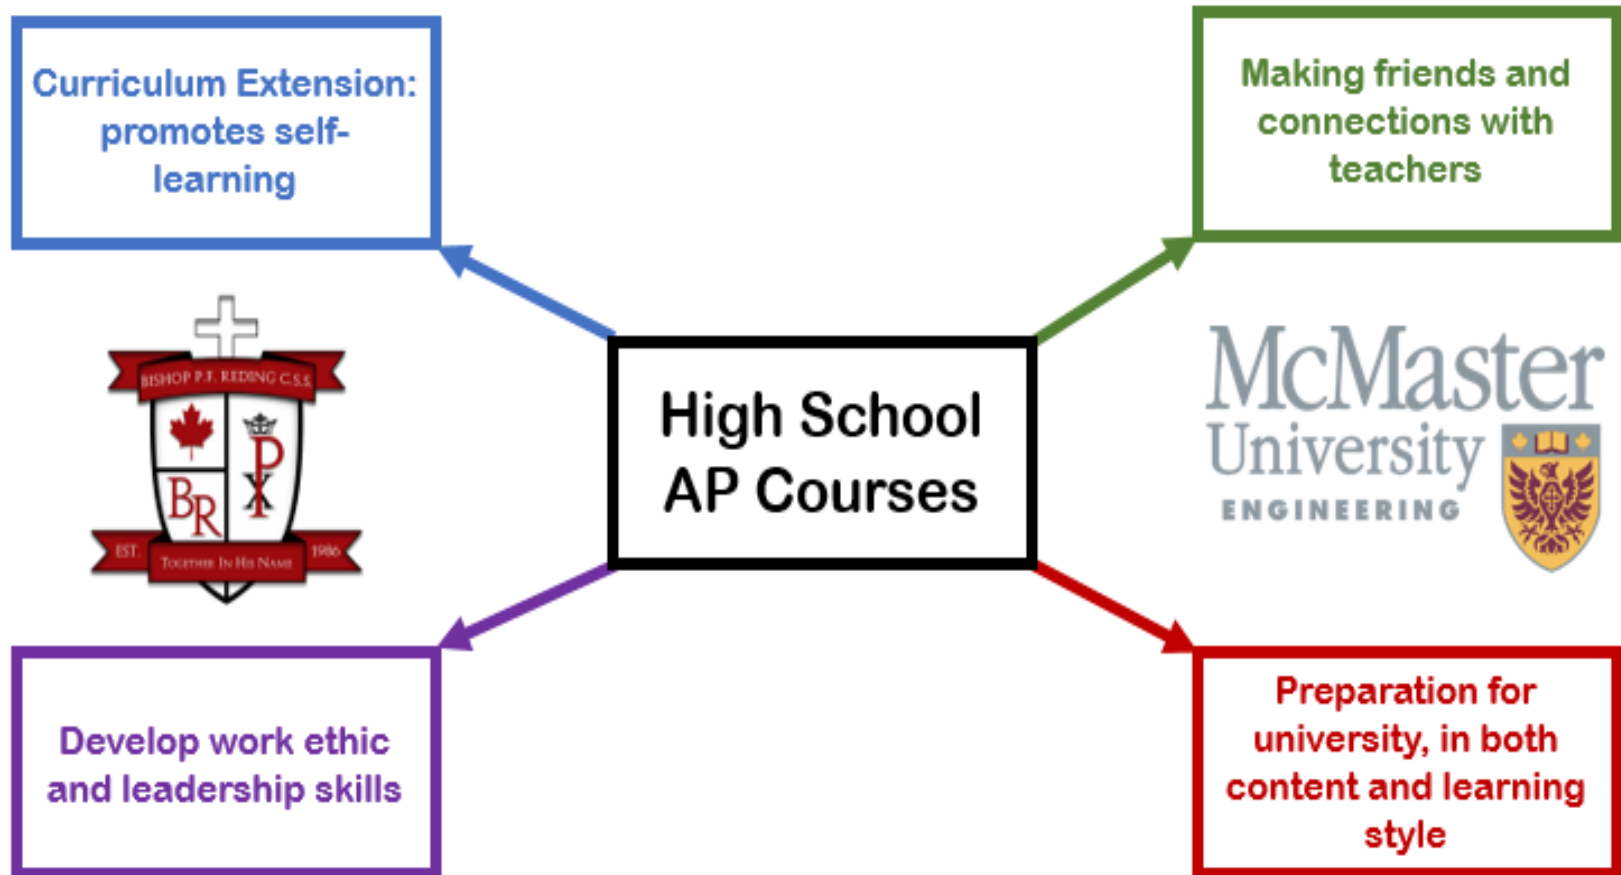 Curriculum Extension:
promotes self-
learning
Making friends and
connections with
teachers
BISHOP P.F. REDING C.S.S.
BR
PX
EST.
1986
TOGETHER IN HIS NAME
High School
AP Courses
McMaster
University
ENGINEERING
Develop work ethic
and leadership skills
Preparation for
university, in both
content and learning
style